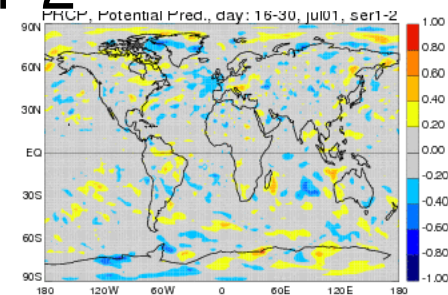 PRCP, Potential Pred., day: 16-30, jul01, ser1-2
90N
60N
30N
EQ
30S
60S
90S
180
120W
60W
0
60E
120E
180
1.00
0.80
0.60
0.40
0.20
0.00
-0.20
-0.40
-0.60
-0.80
-1.00